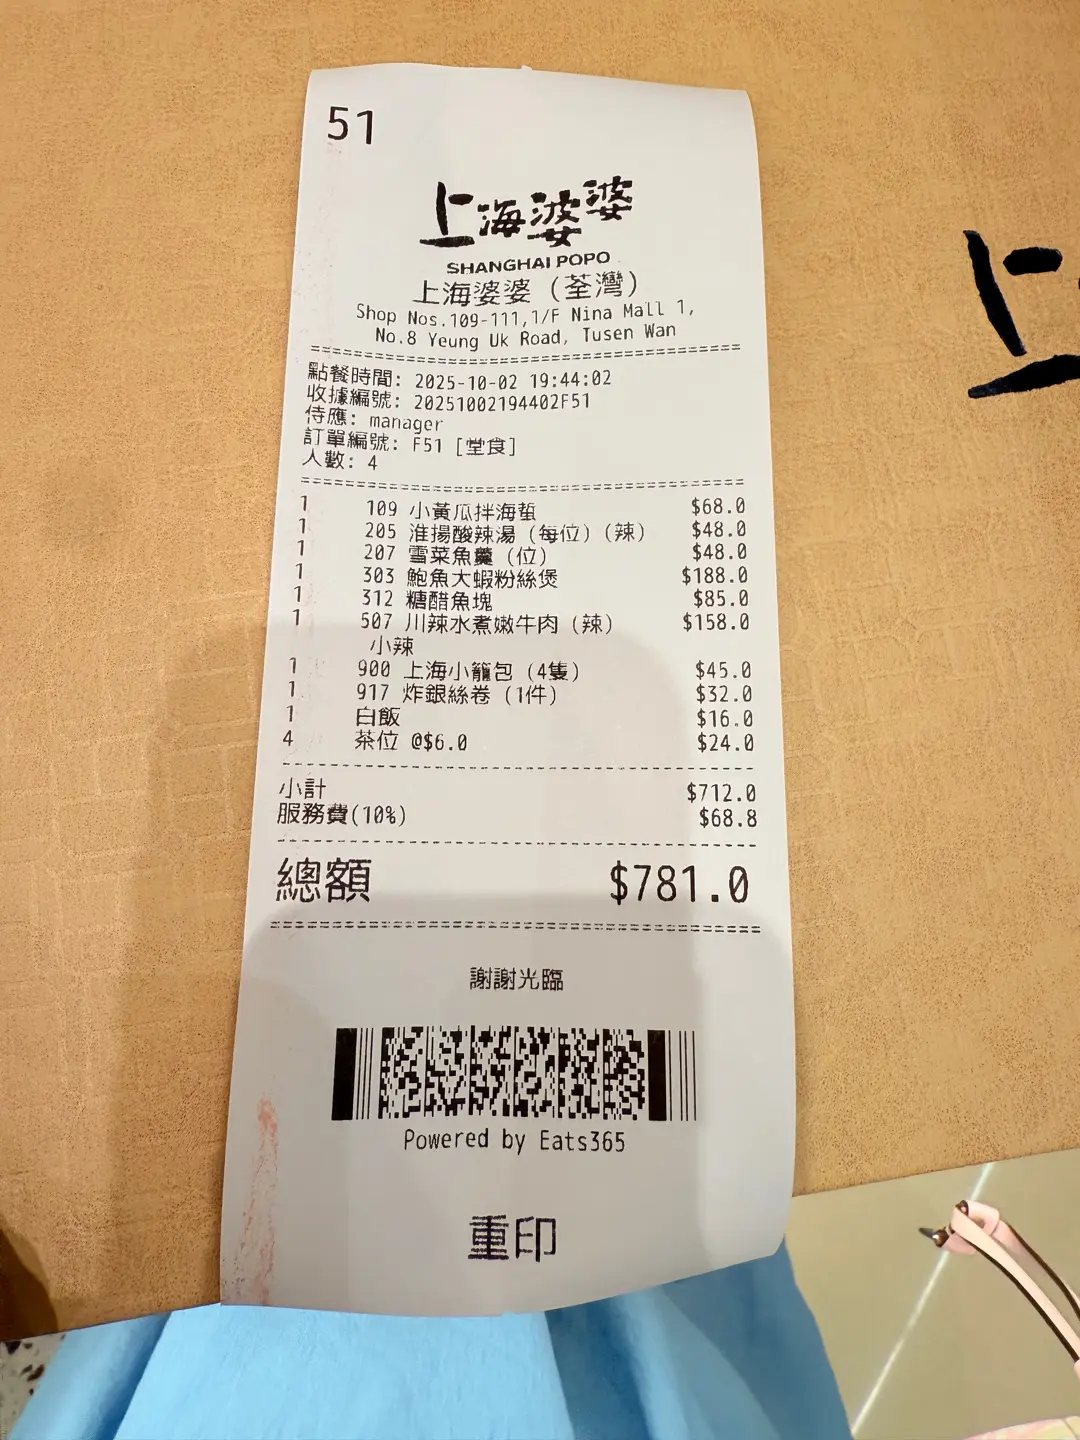 51
上海婆婆
SHANGHAI POPO
上海婆婆（荃灣）
Shop Nos.109-111,1/F Nina Mall 1,
No.8 Yeung Uk Road, Tusen Wan
點餐時間: 2025-10-02 19:44:02
收據編號: 20251002194402F51
侍應: manager
訂單編號: F51 [堂食]
人數: 4
1 109 小黃瓜拌海蜇 $68.0
1 205 淮揚酸辣湯（每位）（辣） $48.0
1 207 雪菜魚羹（位） $48.0
1 303 鮑魚大蝦粉絲煲 $188.0
1 312 糖醋魚塊 $85.0
1 507 川辣水煮嫩牛肉（辣） $158.0
小辣
1 900 上海小籠包（4隻） $45.0
1 917 炸銀絲卷（1件） $32.0
1 白飯 $16.0
4 茶位 @$6.0 $24.0
小計 $712.0
服務費(10%) $68.8
總額 $781.0
謝謝光臨
Powered by Eats365
重印
上